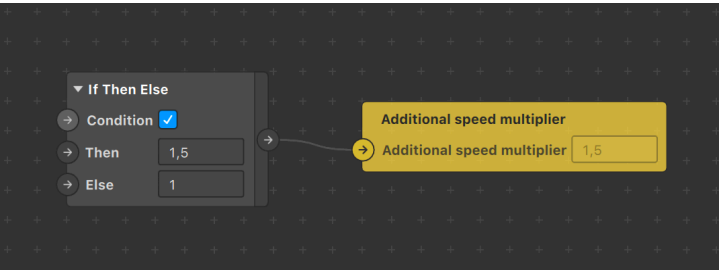 If Then Else
Condition
Then 1,5
Else 1
Additional speed multiplier
Additional speed multiplier 1,5